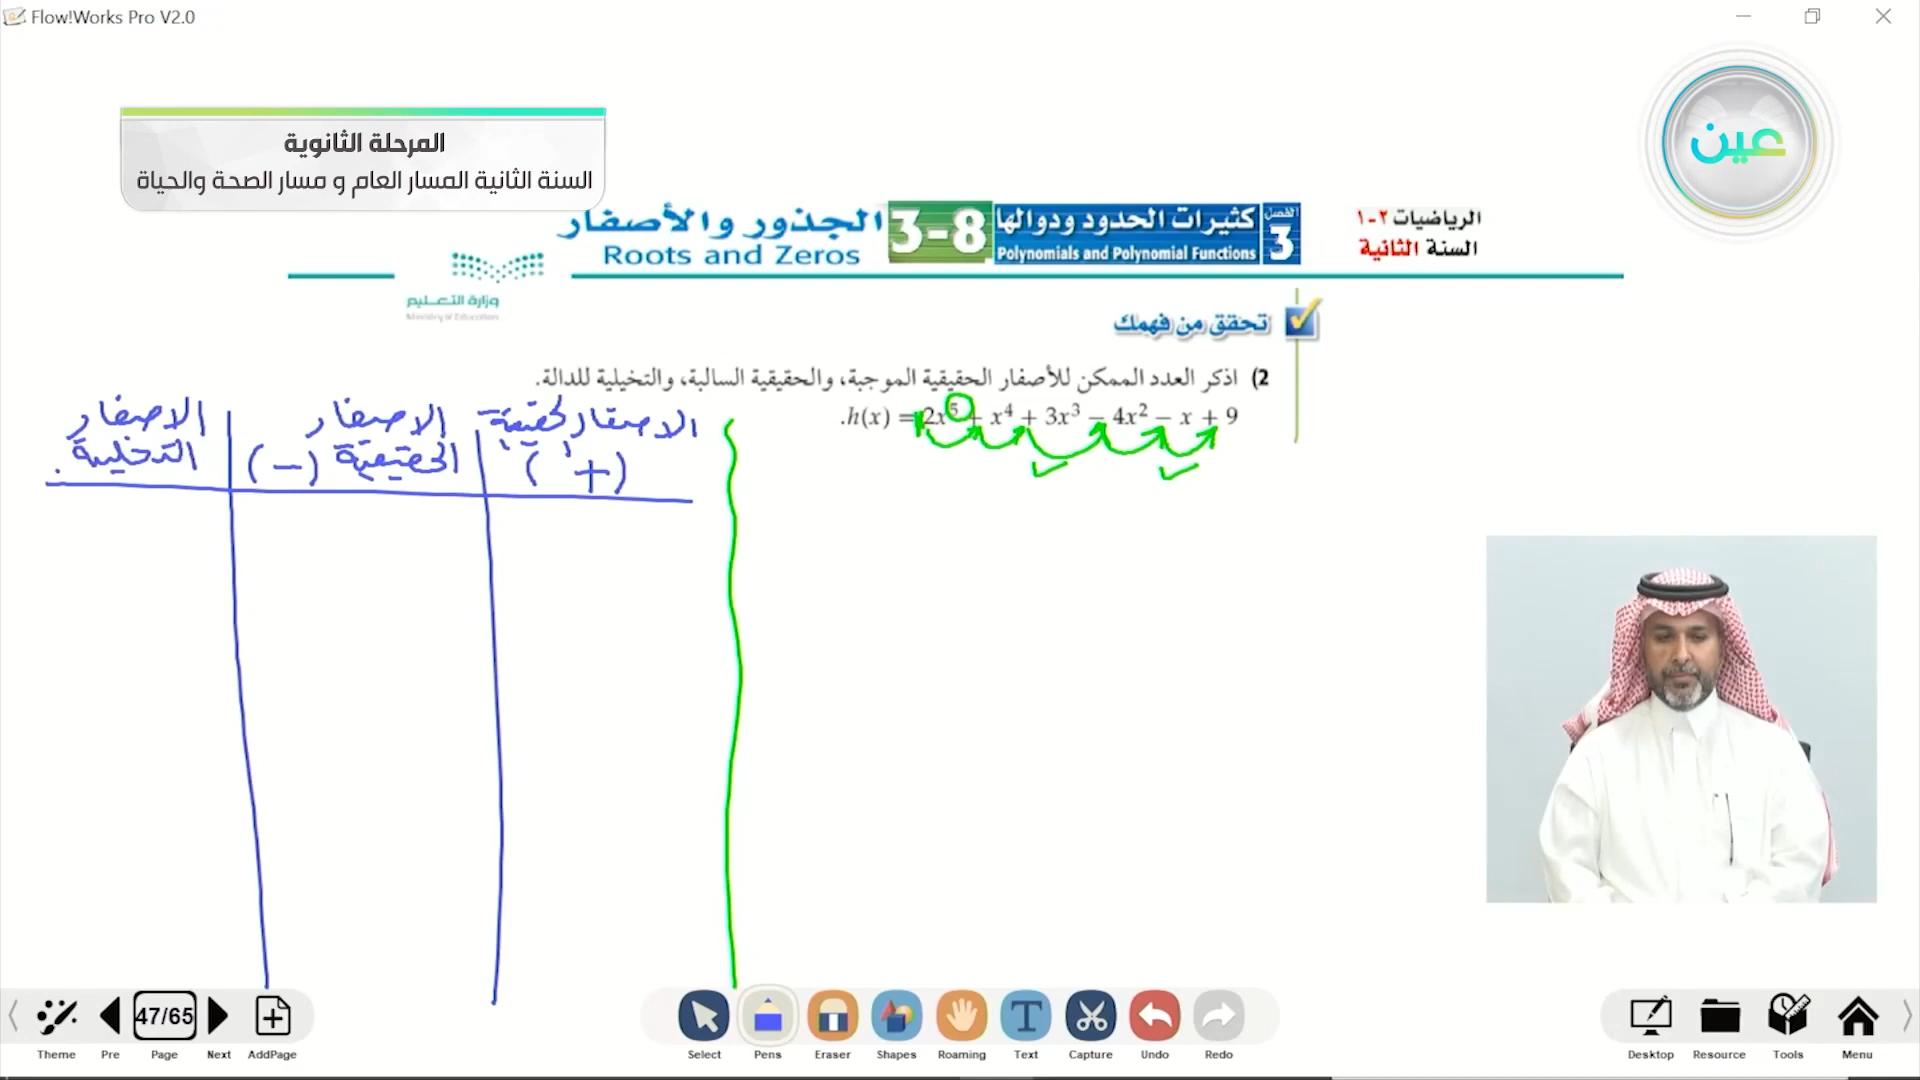 Flow!Works Pro V2.0
المرحلة الثانوية
السنة الثانية المسار العام و مسار الصحة والحياة
عين
الرياضيات ٢-١
السنة الثانية
الفصل 3
كثيرات الحدود ودوالها
Polynomials and Polynomial Functions
3-8
الجذور والأصفار
Roots and Zeros
وزارة التعليم
Ministry of Education
تحقق من فهمك
2) اذكر العدد الممكن للأصفار الحقيقية الموجبة، والحقيقية السالبة، والتخيلية للدالة.
h(x) = 2x⁵ + x⁴ + 3x³ − 4x² − x + 9.
الاصفار الحقيقية
(+)
الاصفار
الحقيقية (−)
الاصفار
التخيلية
47/65
Theme Pre Page Next AddPage
Select Pens Eraser Shapes Roaming Text Capture Undo Redo
Desktop Resource Tools Menu